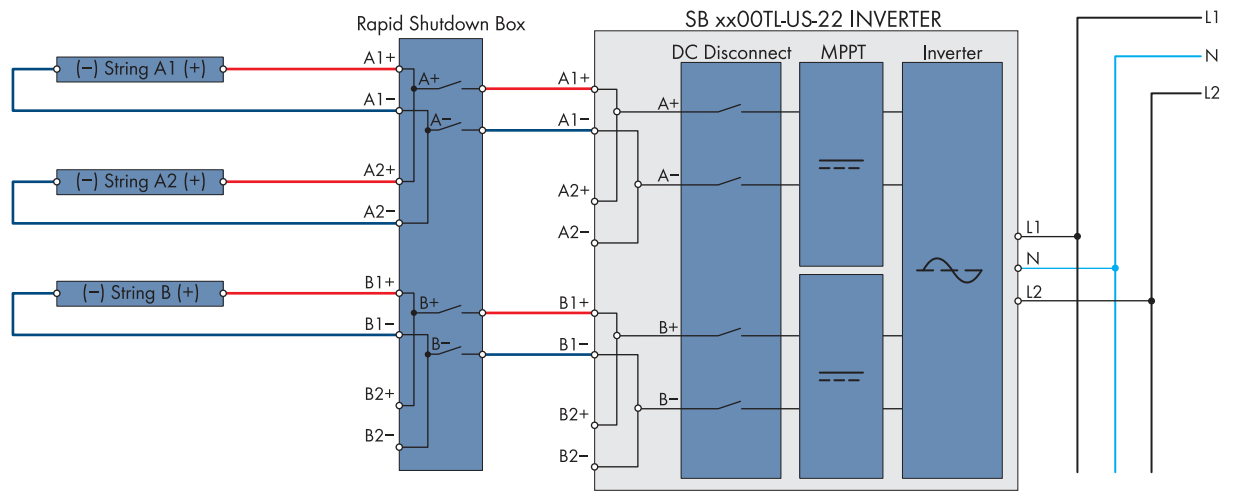 Rapid Shutdown Box
SB xx00TL-US-22 INVERTER
DC Disconnect
MPPT
Inverter
(−) String A1 (+)
(−) String A2 (+)
(−) String B (+)
A1+
A1−
A2+
A2−
B1+
B1−
B2+
B2−
A+
A−
B+
B−
A1+
A1−
A2+
A2−
B1+
B1−
B2+
B2−
A+
A−
B+
B−
L1
N
L2
L1
N
L2